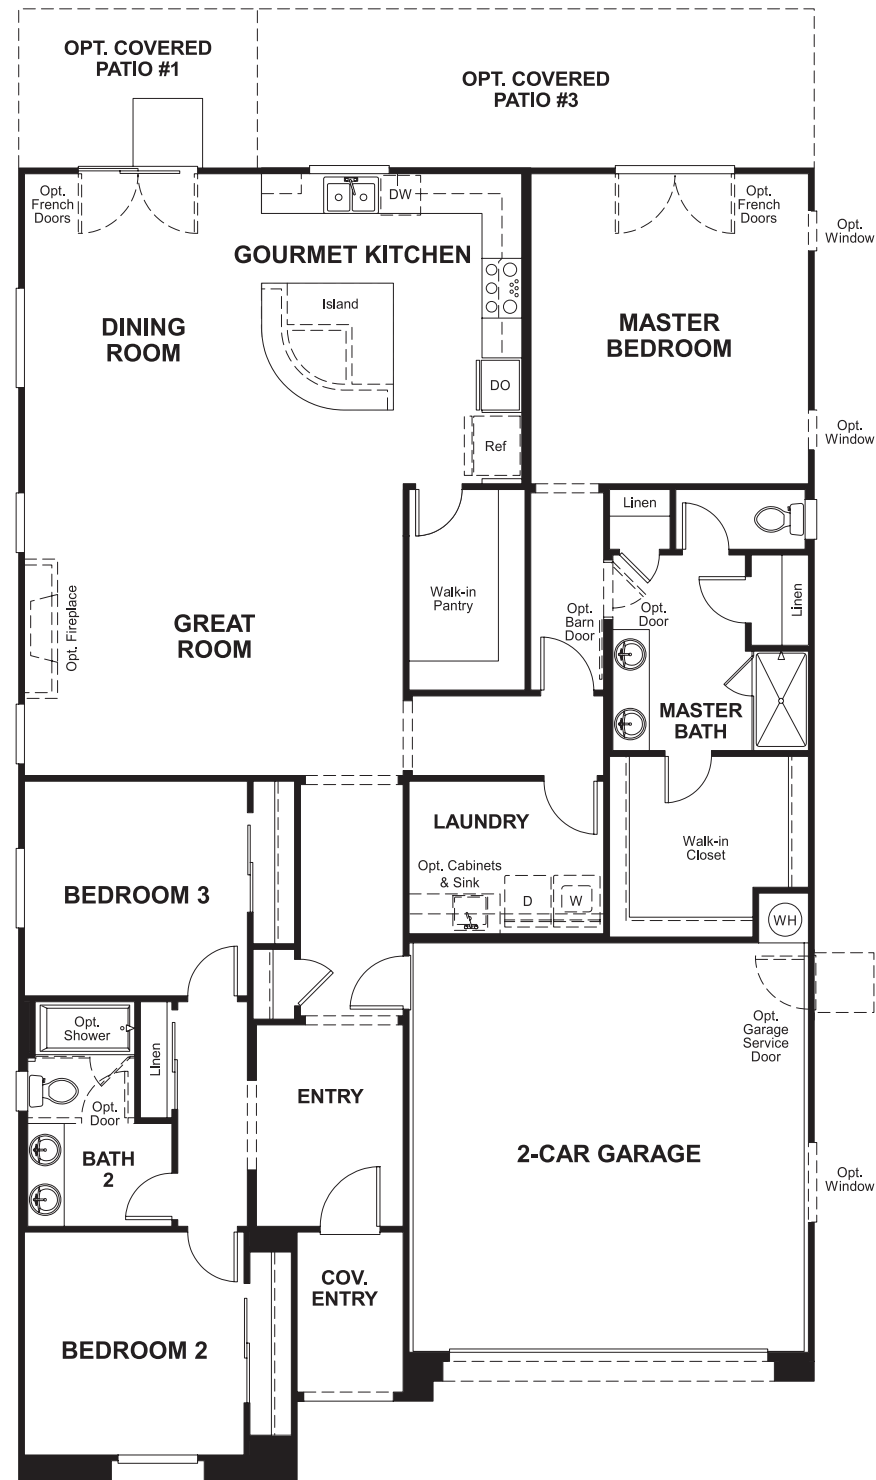 OPT. COVERED
PATIO #1
OPT. COVERED
PATIO #3
Opt.
French
Doors
DW
Opt.
French
Doors
Opt.
Window
GOURMET KITCHEN
Island
DINING
ROOM
MASTER
BEDROOM
DO
Ref
Opt.
Window
Linen
Walk-in
Pantry
Opt. Fireplace
GREAT
ROOM
Opt.
Barn
Door
Opt.
Door
Linen
MASTER
BATH
LAUNDRY
Opt. Cabinets
& Sink
D
W
Walk-in
Closet
WH
BEDROOM 3
Opt.
Shower
Linen
Opt.
Door
BATH
2
ENTRY
Opt.
Garage
Service
Door
2-CAR GARAGE
Opt.
Window
COV.
ENTRY
BEDROOM 2